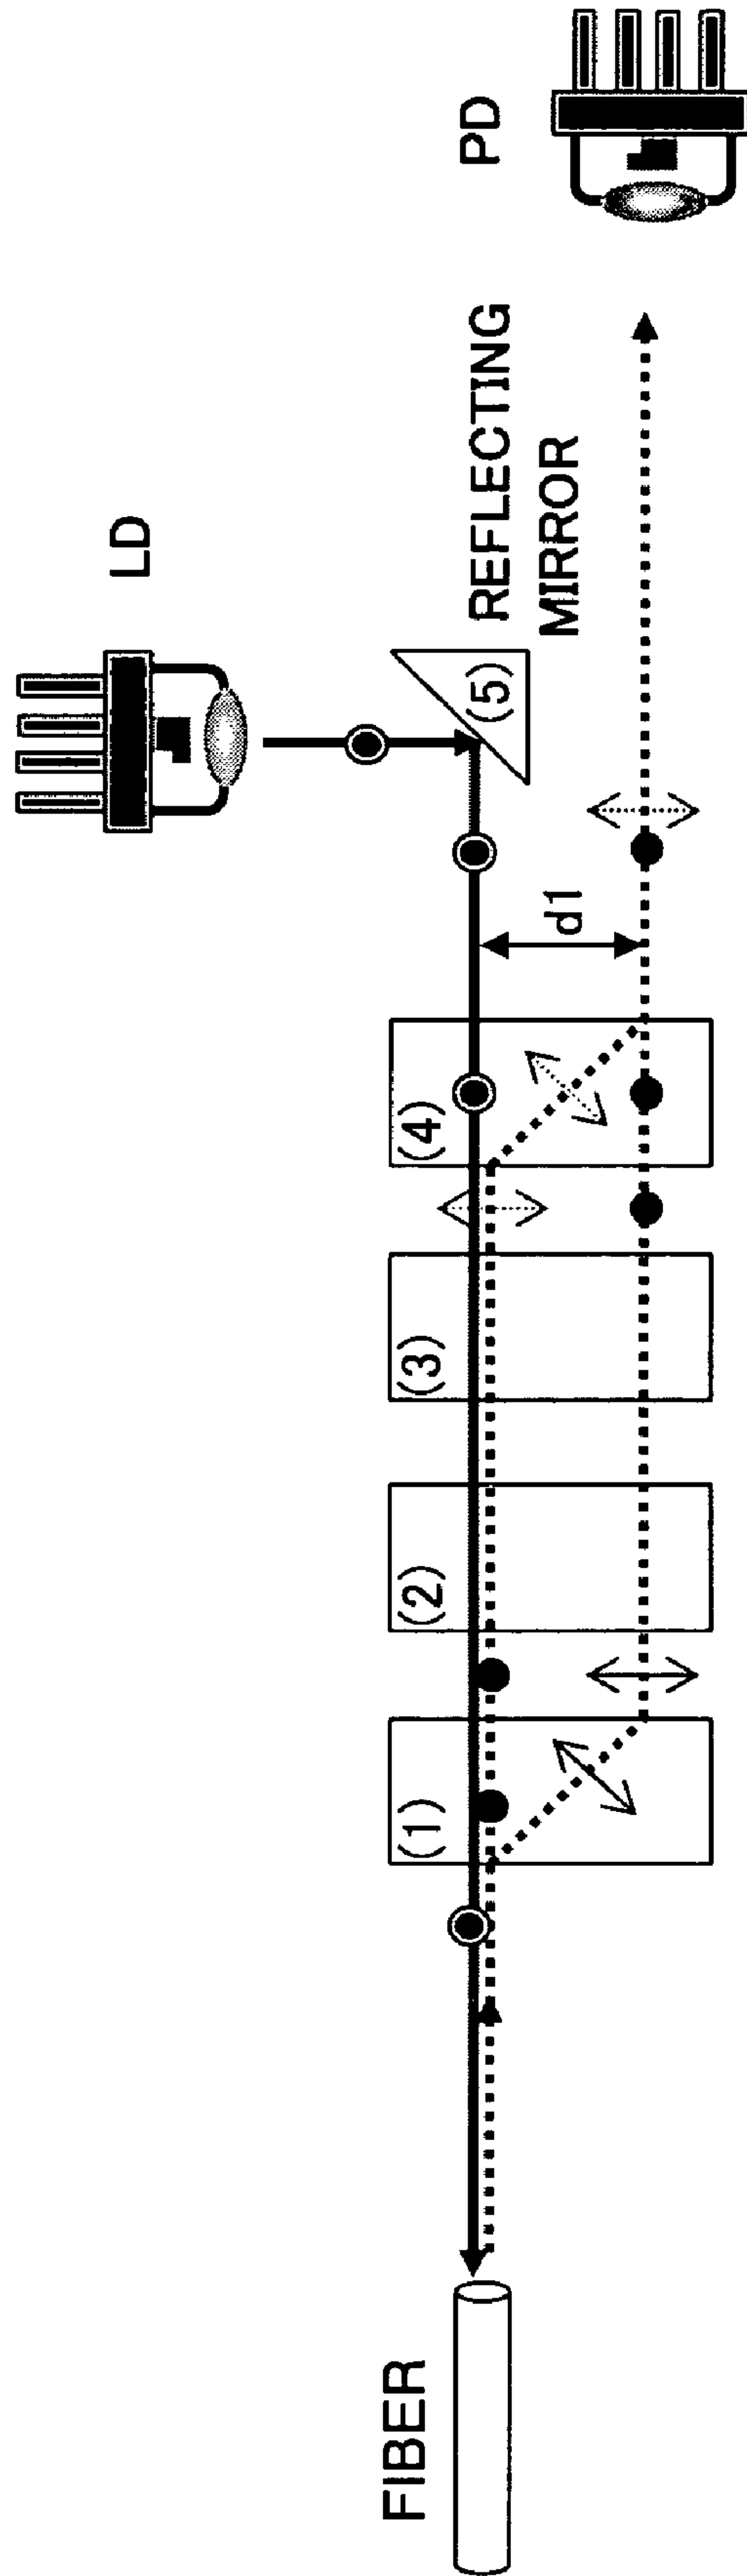 LD
FIBER
(1)
(2)
(3)
(4)
(5)
REFLECTING
MIRROR
PD
d1